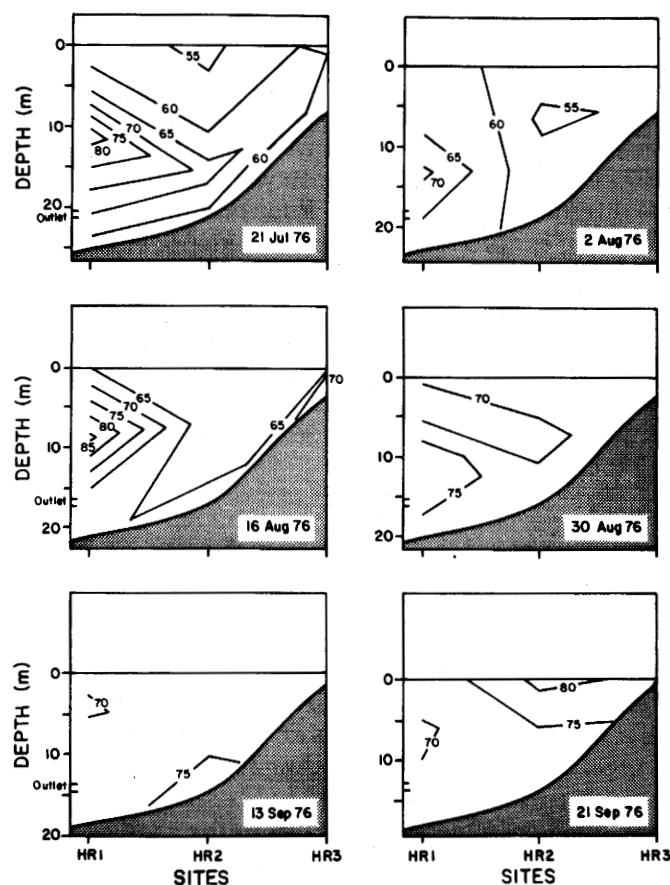 0
DEPTH (m)
10
20
Outlet
55
60
65
75
80
60
21 Jul 76
0
10
20
55
60
65
70
2 Aug 76
0
DEPTH (m)
10
Outlet
20
65
70
75
80
85
65
70
16 Aug 76
0
10
20
70
75
30 Aug 76
0
DEPTH (m)
10
Outlet
20
70
75
13 Sep 76
HR1 HR2 HR3
SITES
0
10
80
75
70
21 Sep 76
HR1 HR2 HR3
SITES